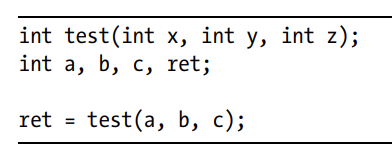 int test(int x, int y, int z);
int a, b, c, ret;
ret = test(a, b, c);